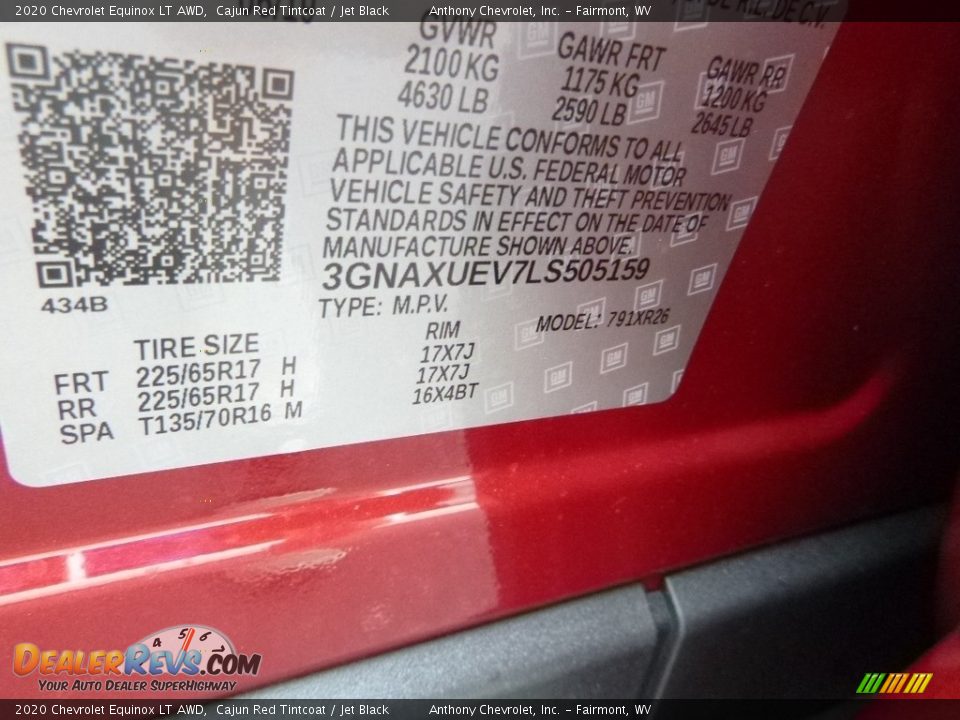 2020 Chevrolet Equinox LT AWD, Cajun Red Tintcoat / Jet Black Anthony Chevrolet, Inc. - Fairmont, WV
DE R.L. DE C.V.
GVWR GAWR FRT GAWR RR
2100 KG 1175 KG 1200 KG
4630 LB 2590 LB 2645 LB
THIS VEHICLE CONFORMS TO ALL
APPLICABLE U.S. FEDERAL MOTOR
VEHICLE SAFETY AND THEFT PREVENTION
STANDARDS IN EFFECT ON THE DATE OF
MANUFACTURE SHOWN ABOVE.
3GNAXUEV7LS505159
434B
TYPE: M.P.V. MODEL: 791XR26
TIRE SIZE RIM
FRT 225/65R17 H 17X7J
RR 225/65R17 H 17X7J
SPA T135/70R16 M 16X4BT
4 5 6
DEALERREVS.COM
YOUR AUTO DEALER SUPERHIGHWAY
2020 Chevrolet Equinox LT AWD, Cajun Red Tintcoat / Jet Black Anthony Chevrolet, Inc. - Fairmont, WV